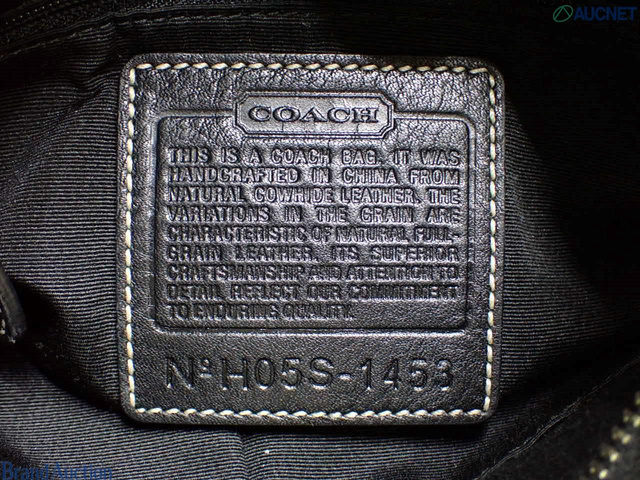 AUCNET
COACH
THIS IS A COACH BAG. IT WAS
HANDCRAFTED IN CHINA FROM
NATURAL COWHIDE LEATHER. THE
VARIATIONS IN THE GRAIN ARE
CHARACTERISTIC OF NATURAL FULL-
GRAIN LEATHER. ITS SUPERIOR
CRAFTSMANSHIP AND ATTENTION TO
DETAIL REFLECT OUR COMMITMENT
TO ENDURING QUALITY.
Nº H05S-1453
Brand Auction